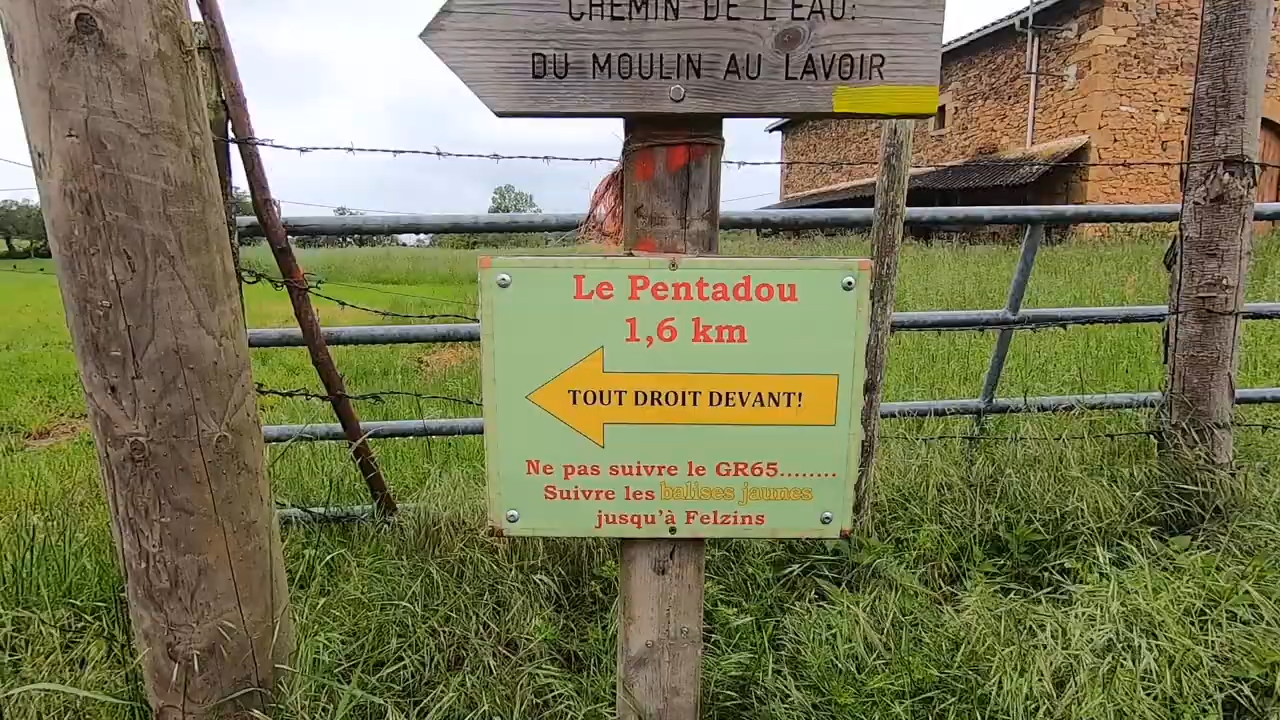 CHEMIN DE L'EAU:
DU MOULIN AU LAVOIR
Le Pentadou
1,6 km
TOUT DROIT DEVANT!
Ne pas suivre le GR65........
Suivre les balises jaunes
jusqu'à Felzins